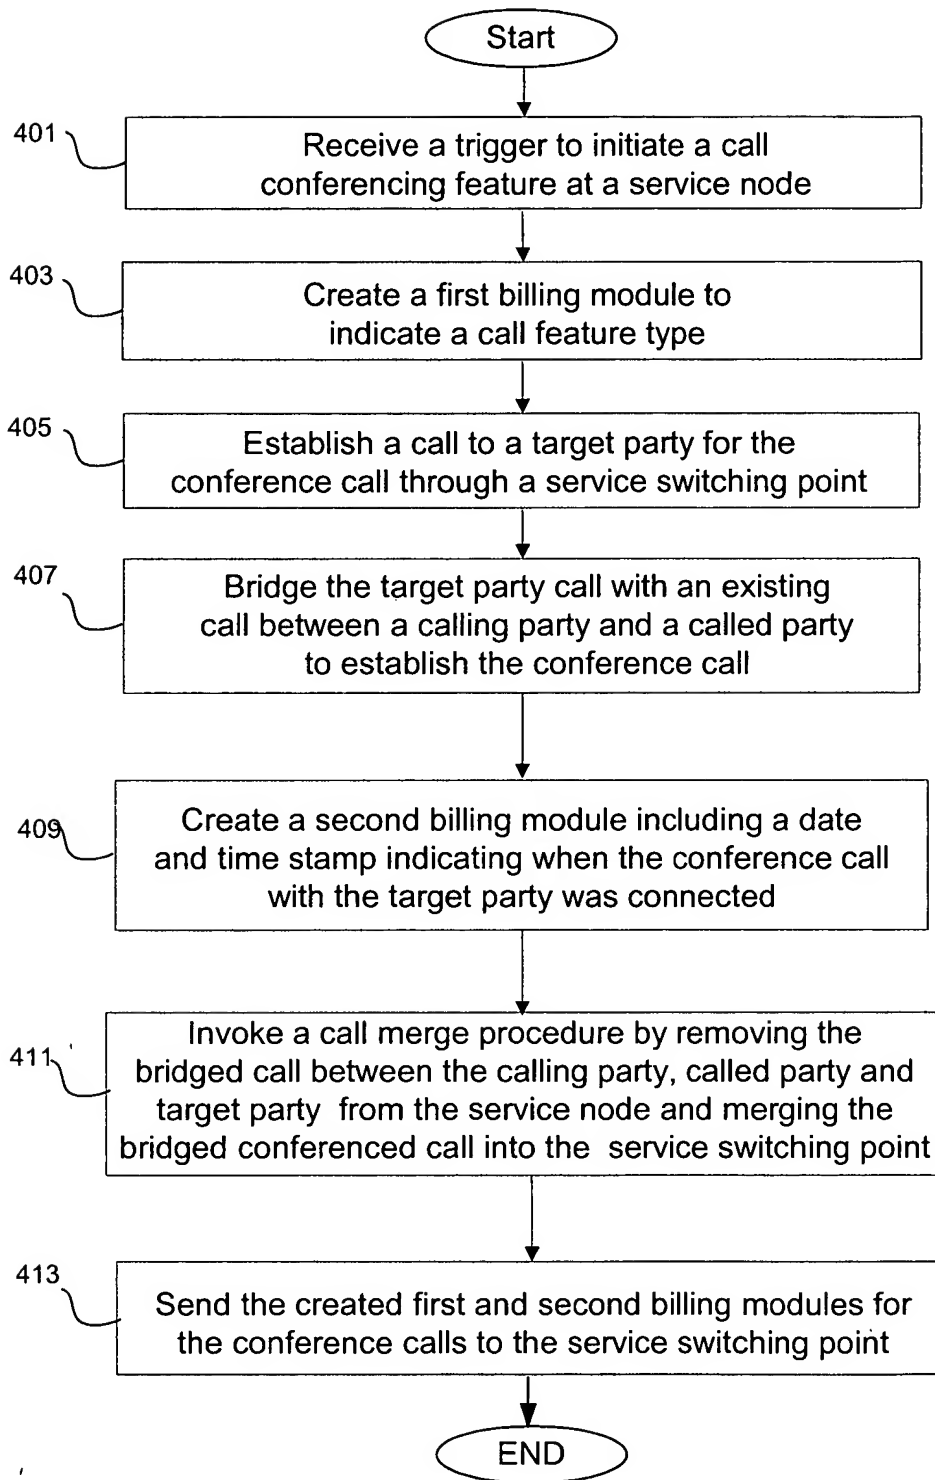 Start
401
Receive a trigger to initiate a call
conferencing feature at a service node
403
Create a first billing module to
indicate a call feature type
405
Establish a call to a target party for the
conference call through a service switching point
407
Bridge the target party call with an existing
call between a calling party and a called party
to establish the conference call
409
Create a second billing module including a date
and time stamp indicating when the conference call
with the target party was connected
411
Invoke a call merge procedure by removing the
bridged call between the calling party, called party and
target party from the service node and merging the
bridged conferenced call into the service switching point
413
Send the created first and second billing modules for
the conference calls to the service switching point
END